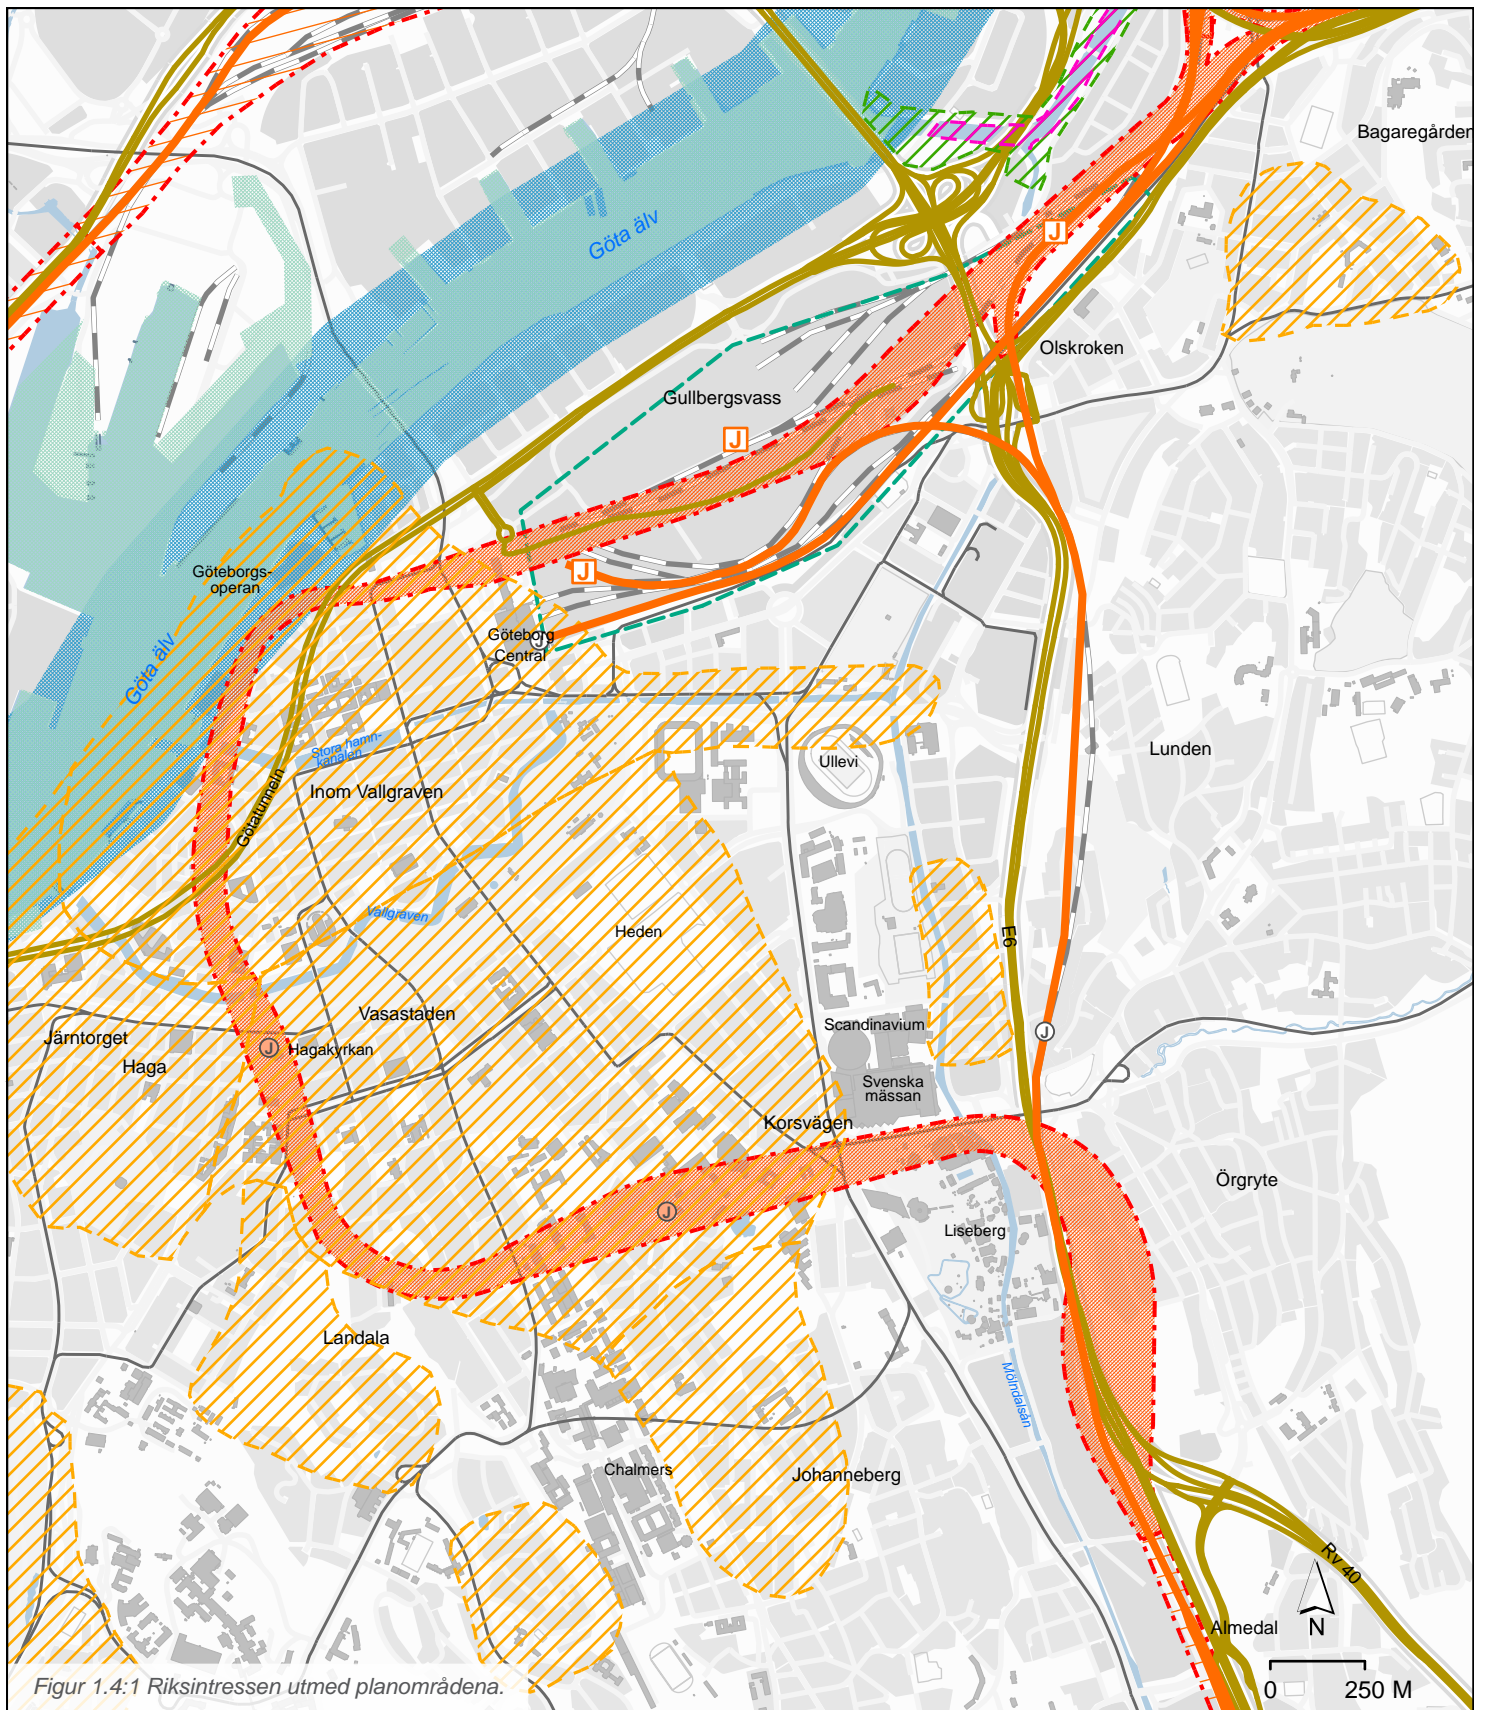 Bagaregården
Göta älv
J
Olskroken
Gullbergsvass
J
J
Göteborgs-
operan
Göteborg
J
Central
Göta älv
Stora hamn-
kanalen
Ullevi
Lunden
Inom Vallgraven
Götatunneln
Vallgraven
Heden
E6
Vasastaden
Scandinavium
J
Järntorget
J
Hagakyrkan
Haga
Svenska
mässan
Korsvägen
Örgryte
J
Liseberg
Landala
Mölndalsån
Chalmers
Johanneberg
Rv 40
Almedal
N
0 250 M
Figur 1.4:1 Riksintressen utmed planområdena.